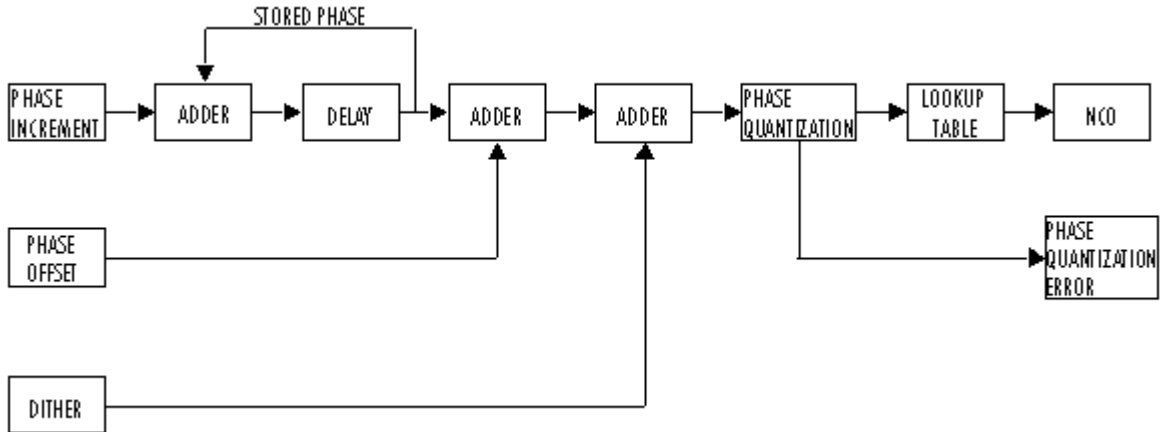 STORED PHASE
PHASE
INCREMENT
ADDER
DELAY
ADDER
ADDER
PHASE
QUANTIZATION
LOOKUP
TABLE
NCO
PHASE
OFFSET
PHASE
QUANTIZATION
ERROR
DITHER